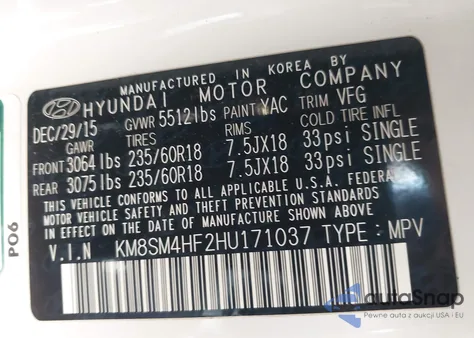 MANUFACTURED IN KOREA BY
HYUNDAI MOTOR COMPANY
DEC/29/15 GVWR 5512lbs PAINT YAC TRIM VFG
GAWR TIRES RIMS COLD TIRE INFL
FRONT 3064 lbs 235/60R18 7.5JX18 33psi SINGLE
REAR 3075 lbs 235/60R18 7.5JX18 33psi SINGLE
THIS VEHICLE CONFORMS TO ALL APPLICABLE U.S.A. FEDERAL
MOTOR VEHICLE SAFETY BUMPER AND THEFT PREVENTION
STANDARDS IN EFFECT ON THE DATE OF MANUFACTURE
SHOWN ABOVE
V.I.N KM8SM4HF2HU171037 TYPE : MPV
PO6
autoSnap
Pewne auta z aukcji USA i EU